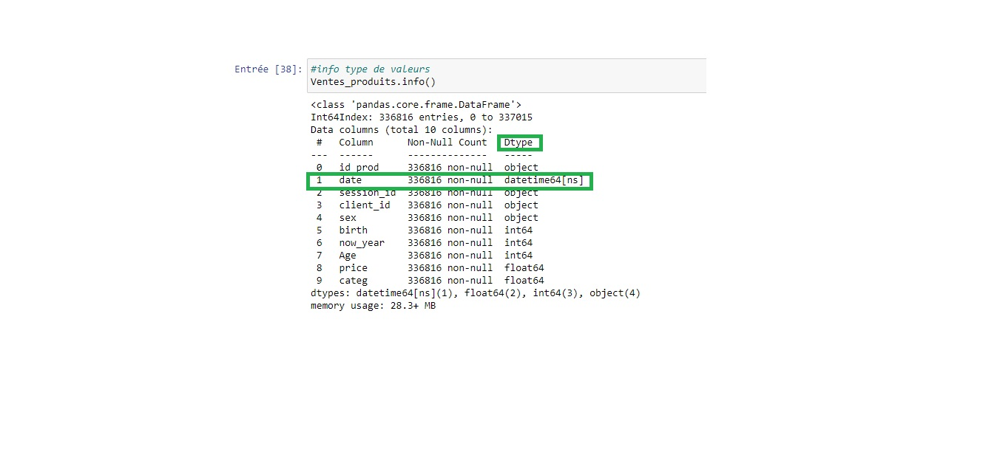 Entrée [38]: #info type de valeurs
Ventes_produits.info()
<class 'pandas.core.frame.DataFrame'>
Int64Index: 336816 entries, 0 to 337015
Data columns (total 10 columns):
 #   Column      Non-Null Count   Dtype
---  ------      --------------   -----
 0   id_prod     336816 non-null  object
 1   date        336816 non-null  datetime64[ns]
 2   session_id  336816 non-null  object
 3   client_id   336816 non-null  object
 4   sex         336816 non-null  object
 5   birth       336816 non-null  int64
 6   now_year    336816 non-null  int64
 7   Age         336816 non-null  int64
 8   price       336816 non-null  float64
 9   categ       336816 non-null  float64
dtypes: datetime64[ns](1), float64(2), int64(3), object(4)
memory usage: 28.3+ MB